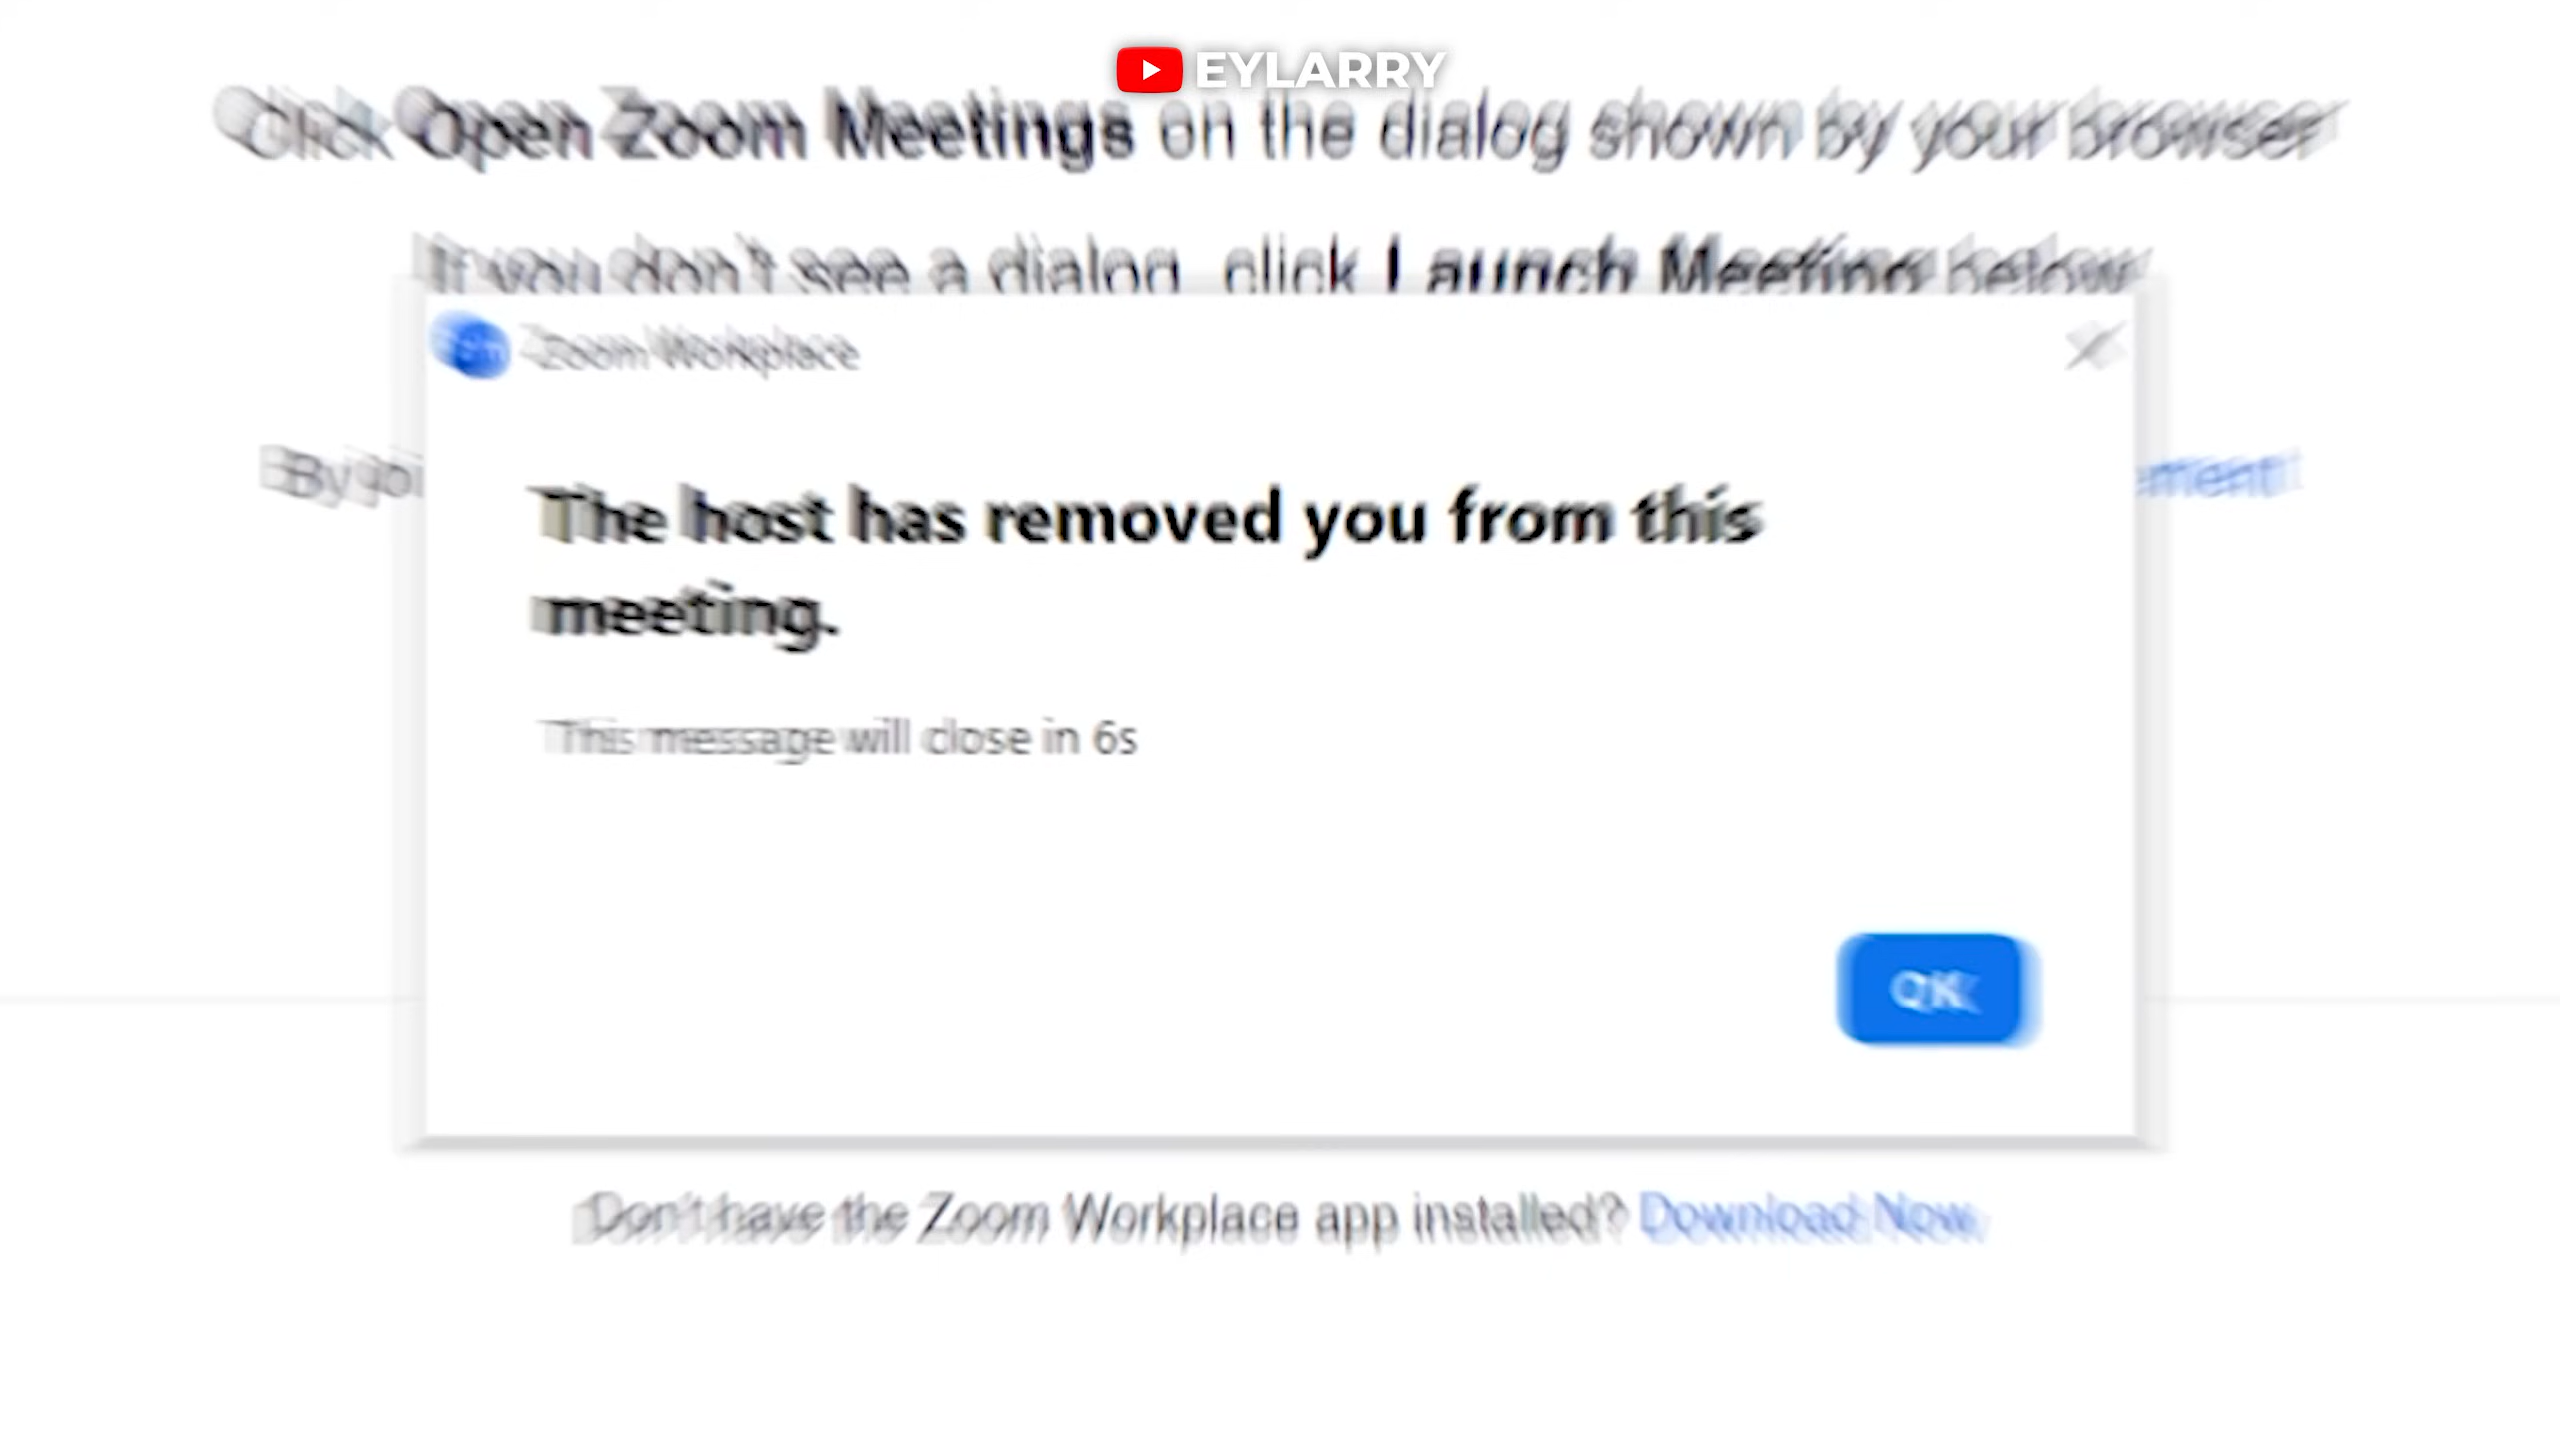 EYLARRY
Click Open Zoom Meetings on the dialog shown by your browser
If you don't see a dialog, click Launch Meeting below
Zoom Workplace
The host has removed you from this
meeting.
This message will close in 6s
OK
Don't have the Zoom Workplace app installed? Download Now